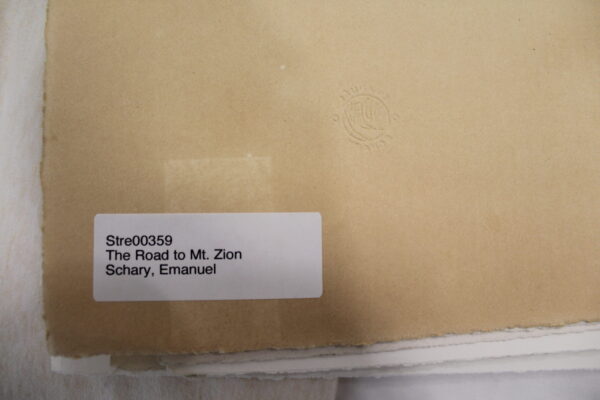 Stre00359
The Road to Mt. Zion
Schary, Emanuel